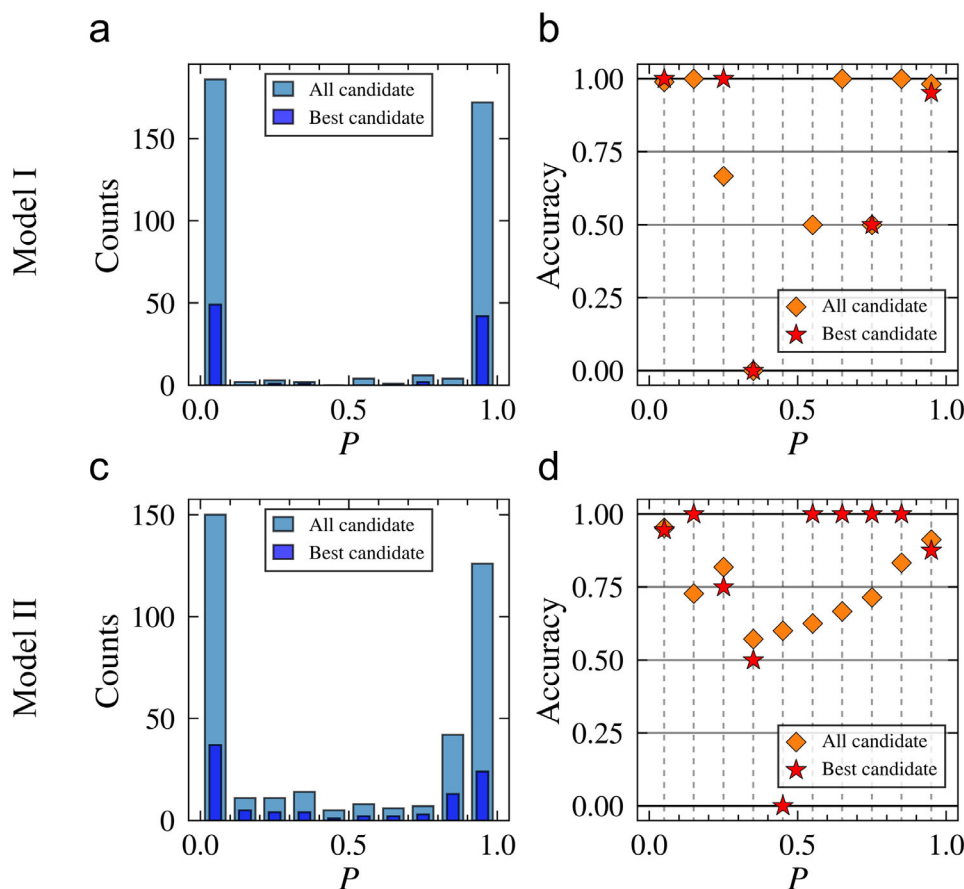 a
Model I
Counts
150
100
50
0
0.0
0.5
1.0
P
All candidate
Best candidate
b
Accuracy
1.00
0.75
0.50
0.25
0.00
0.0
0.5
1.0
P
All candidate
Best candidate
c
Model II
Counts
150
100
50
0
0.0
0.5
1.0
P
All candidate
Best candidate
d
Accuracy
1.00
0.75
0.50
0.25
0.00
0.0
0.5
1.0
P
All candidate
Best candidate